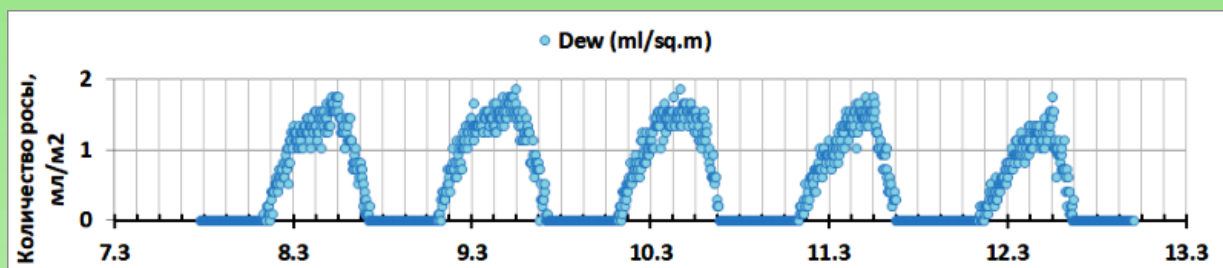 Dew (ml/sq.m)
Количество росы,
мл/м2
2
1
0
7.3 8.3 9.3 10.3 11.3 12.3 13.3